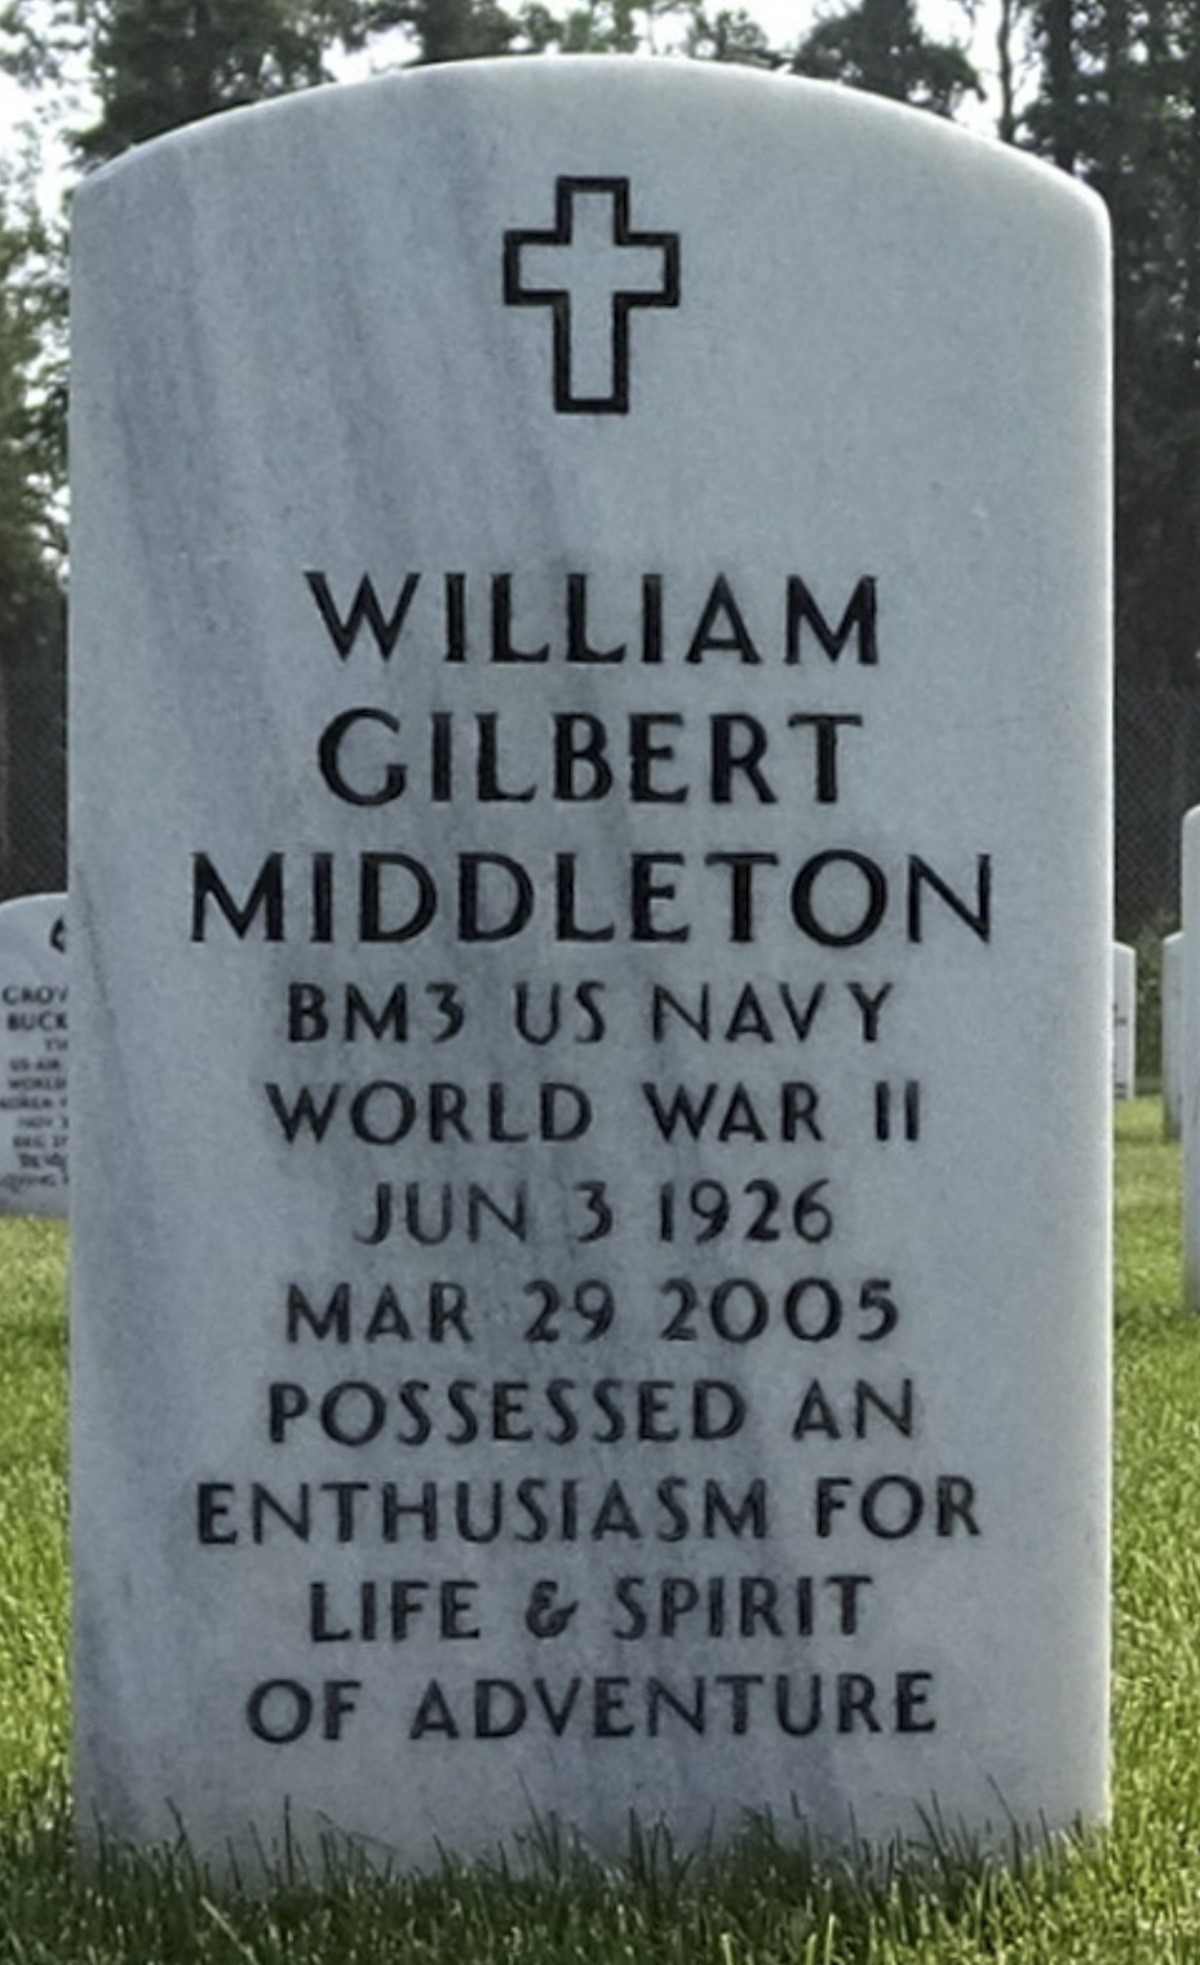 WILLIAM
GILBERT
MIDDLETON
BM3 US NAVY
WORLD WAR II
JUN 3 1926
MAR 29 2005
POSSESSED AN
ENTHUSIASM FOR
LIFE & SPIRIT
OF ADVENTURE
BUCK